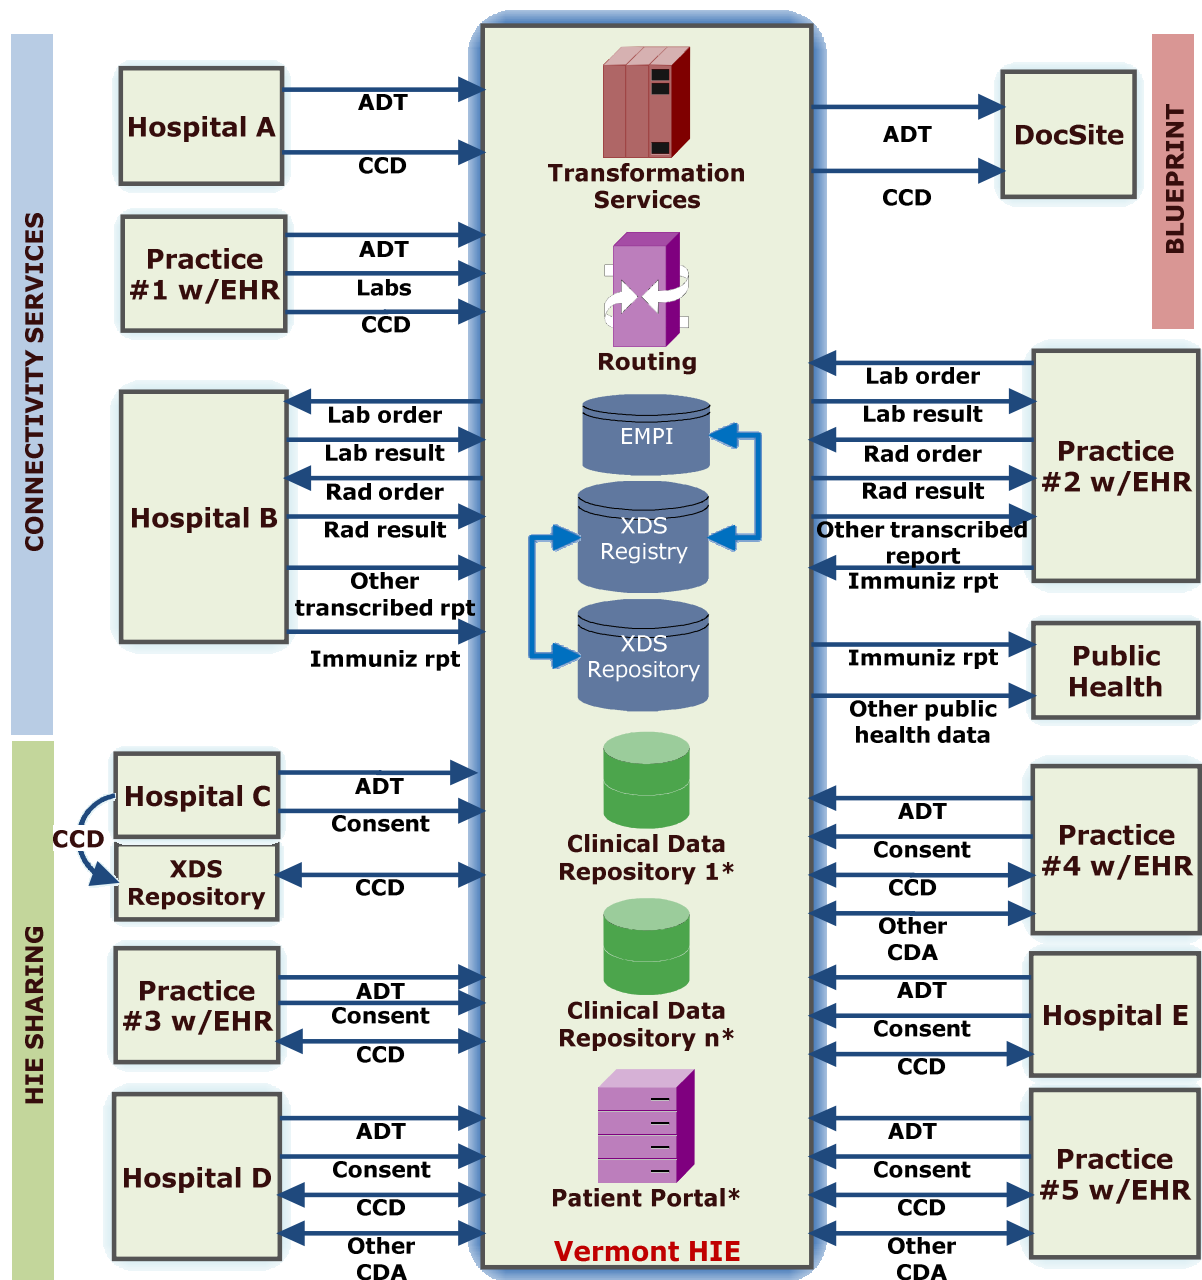 CONNECTIVITY SERVICES
HIE SHARING
Hospital A
ADT
CCD
Practice
#1 w/EHR
ADT
Labs
CCD
Hospital B
Lab order
Lab result
Rad order
Rad result
Other
transcribed rpt
Immuniz rpt
Hospital C
ADT
Consent
CCD
XDS
Repository
CCD
Practice
#3 w/EHR
ADT
Consent
CCD
Hospital D
ADT
Consent
CCD
Other
CDA
Transformation
Services
Routing
EMPI
XDS
Registry
XDS
Repository
Clinical Data
Repository 1*
Clinical Data
Repository n*
Patient Portal*
Vermont HIE
BLUEPRINT
ADT
CCD
DocSite
Lab order
Lab result
Rad order
Rad result
Other transcribed
report
Immuniz rpt
Practice
#2 w/EHR
Immuniz rpt
Other public
health data
Public
Health
ADT
Consent
CCD
Other
CDA
Practice
#4 w/EHR
ADT
Consent
CCD
Hospital E
ADT
Consent
CCD
Other
CDA
Practice
#5 w/EHR